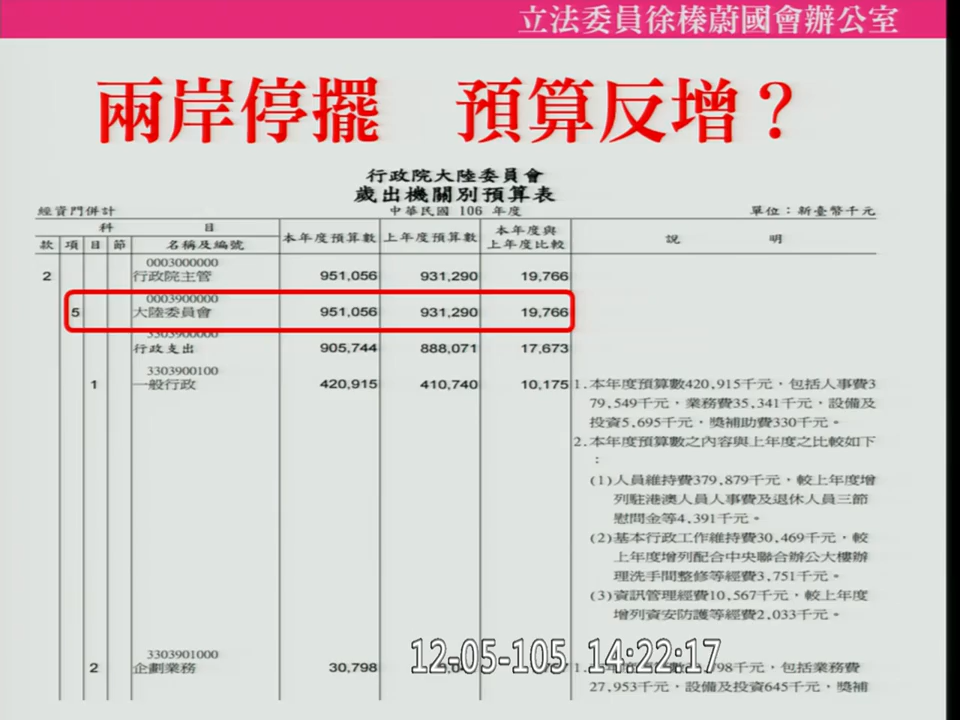 立法委員徐榛蔚國會辦公室
兩岸停擺 預算反增？
行政院大陸委員會
歲出機關別預算表
經資門併計 中華民國 106 年度 單位：新臺幣千元
科 目 本年度預算數 上年度預算數 本年度與上年度比較 說 明
款 項 目 節 名稱及編號
0003000000
2 行政院主管 951,056 931,290 19,766
0003900000
5 大陸委員會 951,056 931,290 19,766
3303900000
行政支出 905,744 888,071 17,673
3303900100
1 一般行政 420,915 410,740 10,175 1.本年度預算數420,915千元，包括人事費3
79,549千元，業務費35,341千元，設備及
投資5,695千元，獎補助費330千元。
2.本年度預算數之內容與上年度之比較如下
：
(1)人員維持費379,879千元，較上年度增
列駐港澳人員人事費及退休人員三節
慰問金等4,391千元。
(2)基本行政工作維持費30,469千元，較
上年度增列配合中央聯合辦公大樓辦
理洗手間整修等經費3,751千元。
(3)資訊管理經費10,567千元，較上年度
增列資安防護等經費2,033千元。
3303901000
2 企劃業務 30,798 798千元，包括業務費
27,953千元，設備及投資645千元，獎補
12-05-105 14:22:17